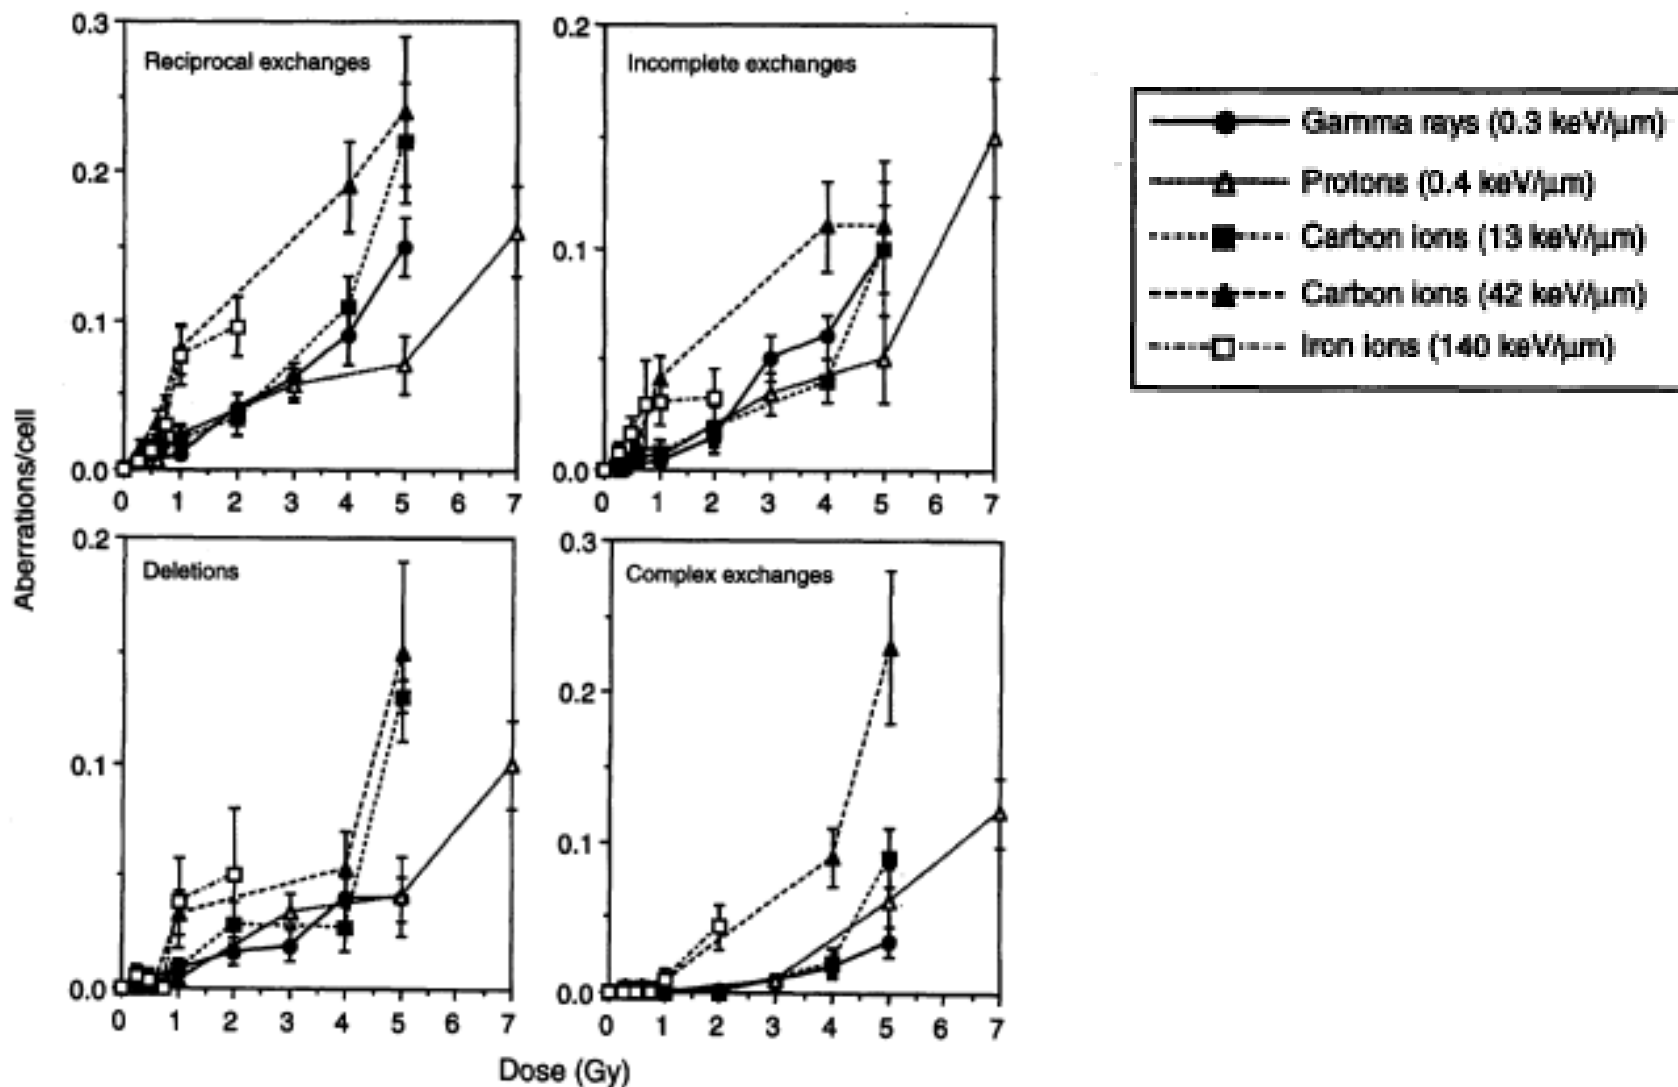 Aberrations/cell
Reciprocal exchanges
0.3
0.2
0.1
0.0
0 1 2 3 4 5 6 7
Incomplete exchanges
0.2
0.1
0.0
0 1 2 3 4 5 6 7
Gamma rays (0.3 keV/μm)
Protons (0.4 keV/μm)
Carbon ions (13 keV/μm)
Carbon ions (42 keV/μm)
Iron ions (140 keV/μm)
Deletions
0.2
0.1
0.0
0 1 2 3 4 5 6 7
Complex exchanges
0.3
0.2
0.1
0.0
0 1 2 3 4 5 6 7
Dose (Gy)